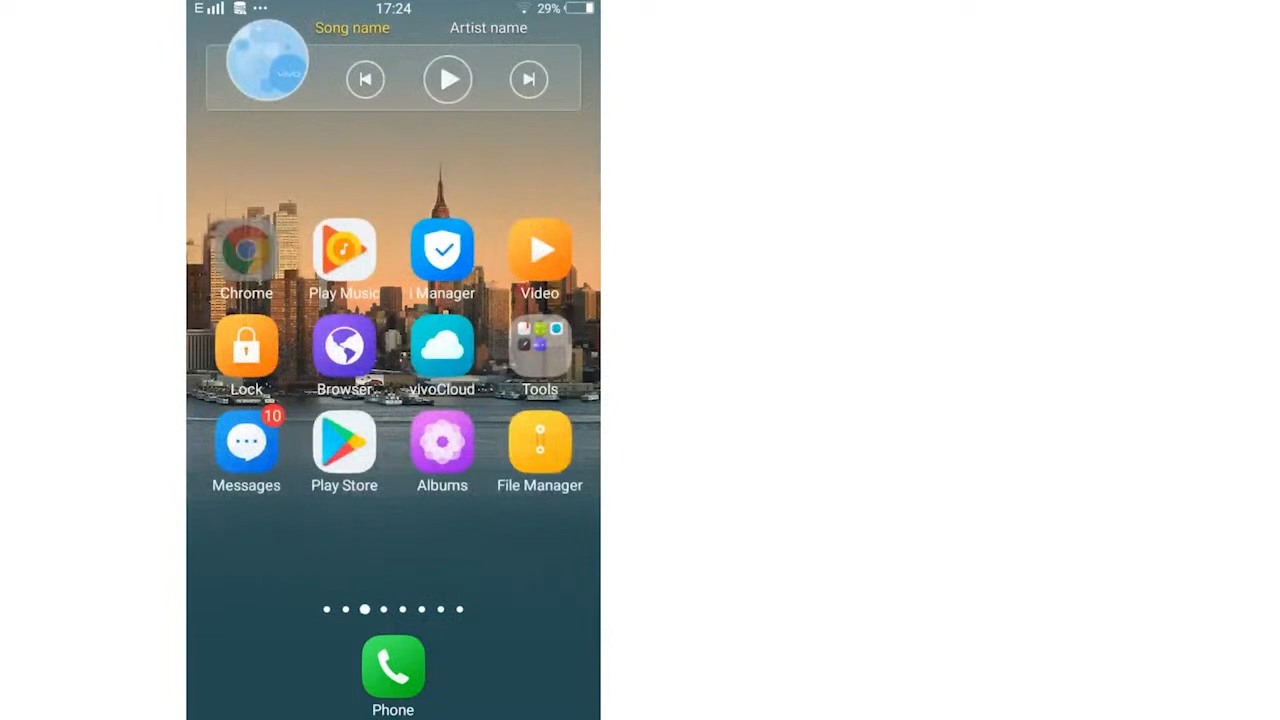 E 17:24 29%
Song name Artist name
vivo
Chrome Play Music i Manager Video
Lock Browser vivoCloud Tools
10
Messages Play Store Albums File Manager
Phone